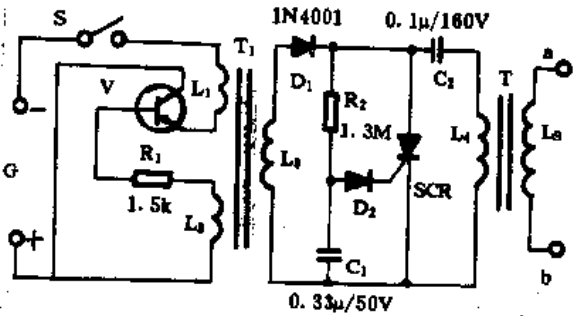 1N4001
0.1μ/160V
S
T₁
a
D₁
C₂
T
V
L₁
R₂
1.3M
L₄
L₅
R₁
L₃
G
D₂
SCR
1.5k
L₂
C₁
b
0.33μ/50V